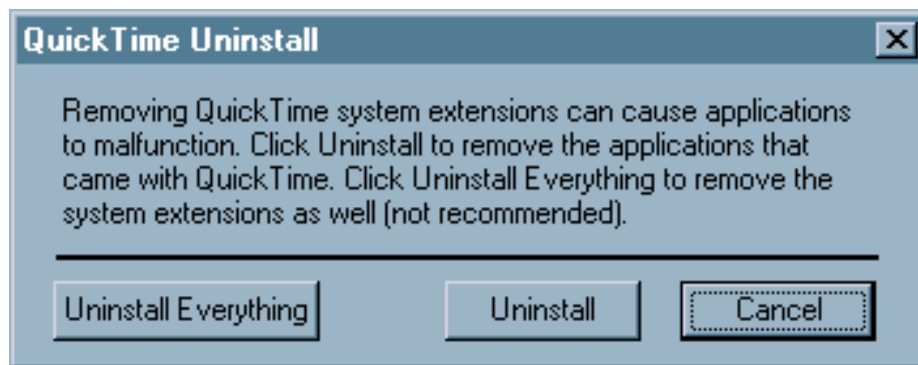 QuickTime Uninstall
Removing QuickTime system extensions can cause applications
to malfunction. Click Uninstall to remove the applications that
came with QuickTime. Click Uninstall Everything to remove the
system extensions as well (not recommended).
Uninstall Everything
Uninstall
Cancel